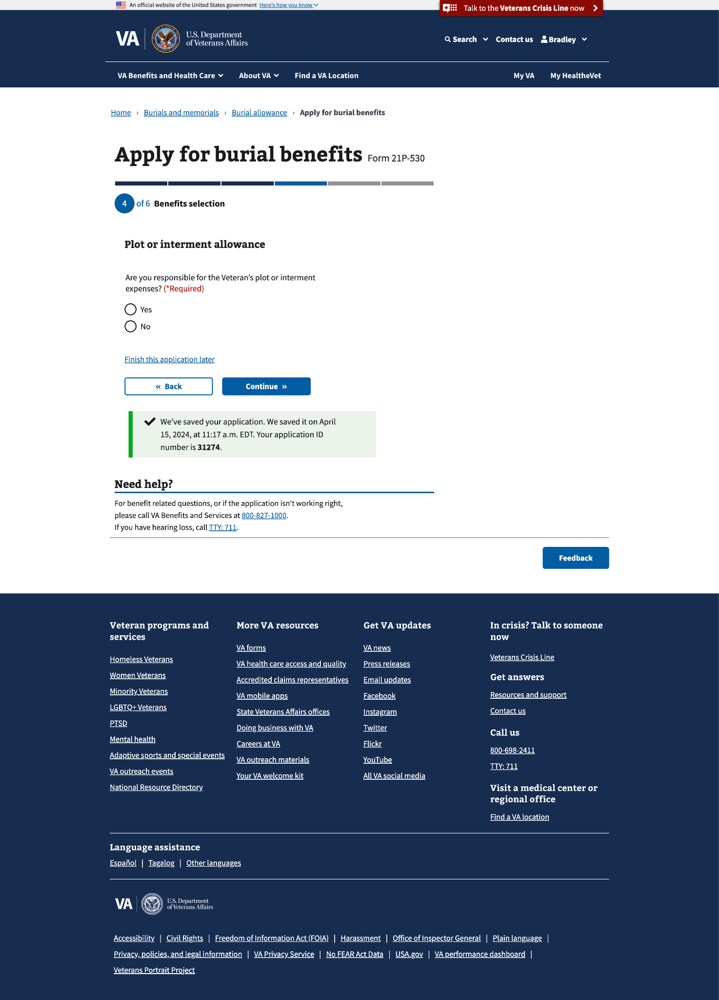 An official website of the United States government Here's how you know
Talk to the Veterans Crisis Line now
VA
U.S. Department
of Veterans Affairs
Search Contact us Bradley
VA Benefits and Health Care About VA Find a VA Location My VA My HealtheVet
Home › Burials and memorials › Burial allowance › Apply for burial benefits
Apply for burial benefits Form 21P-530
4 of 6 Benefits selection
Plot or interment allowance
Are you responsible for the Veteran's plot or interment
expenses? (*Required)
Yes
No
Finish this application later
« Back
Continue »
We've saved your application. We saved it on April
15, 2024, at 11:17 a.m. EDT. Your application ID
number is 31274.
Need help?
For benefit related questions, or if the application isn't working right,
please call VA Benefits and Services at 800-827-1000.
If you have hearing loss, call TTY: 711.
Feedback
Veteran programs and
services
Homeless Veterans
Women Veterans
Minority Veterans
LGBTQ+ Veterans
PTSD
Mental health
Adaptive sports and special events
VA outreach events
National Resource Directory
More VA resources
VA forms
VA health care access and quality
Accredited claims representatives
VA mobile apps
State Veterans Affairs offices
Doing business with VA
Careers at VA
VA outreach materials
Your VA welcome kit
Get VA updates
VA news
Press releases
Email updates
Facebook
Instagram
Twitter
Flickr
YouTube
All VA social media
In crisis? Talk to someone
now
Veterans Crisis Line
Get answers
Resources and support
Contact us
Call us
800-698-2411
TTY: 711
Visit a medical center or
regional office
Find a VA location
Language assistance
Español | Tagalog | Other languages
VA
U.S. Department
of Veterans Affairs
Accessibility | Civil Rights | Freedom of Information Act (FOIA) | Harassment | Office of Inspector General | Plain language |
Privacy, policies, and legal information | VA Privacy Service | No FEAR Act Data | USA.gov | VA performance dashboard |
Veterans Portrait Project